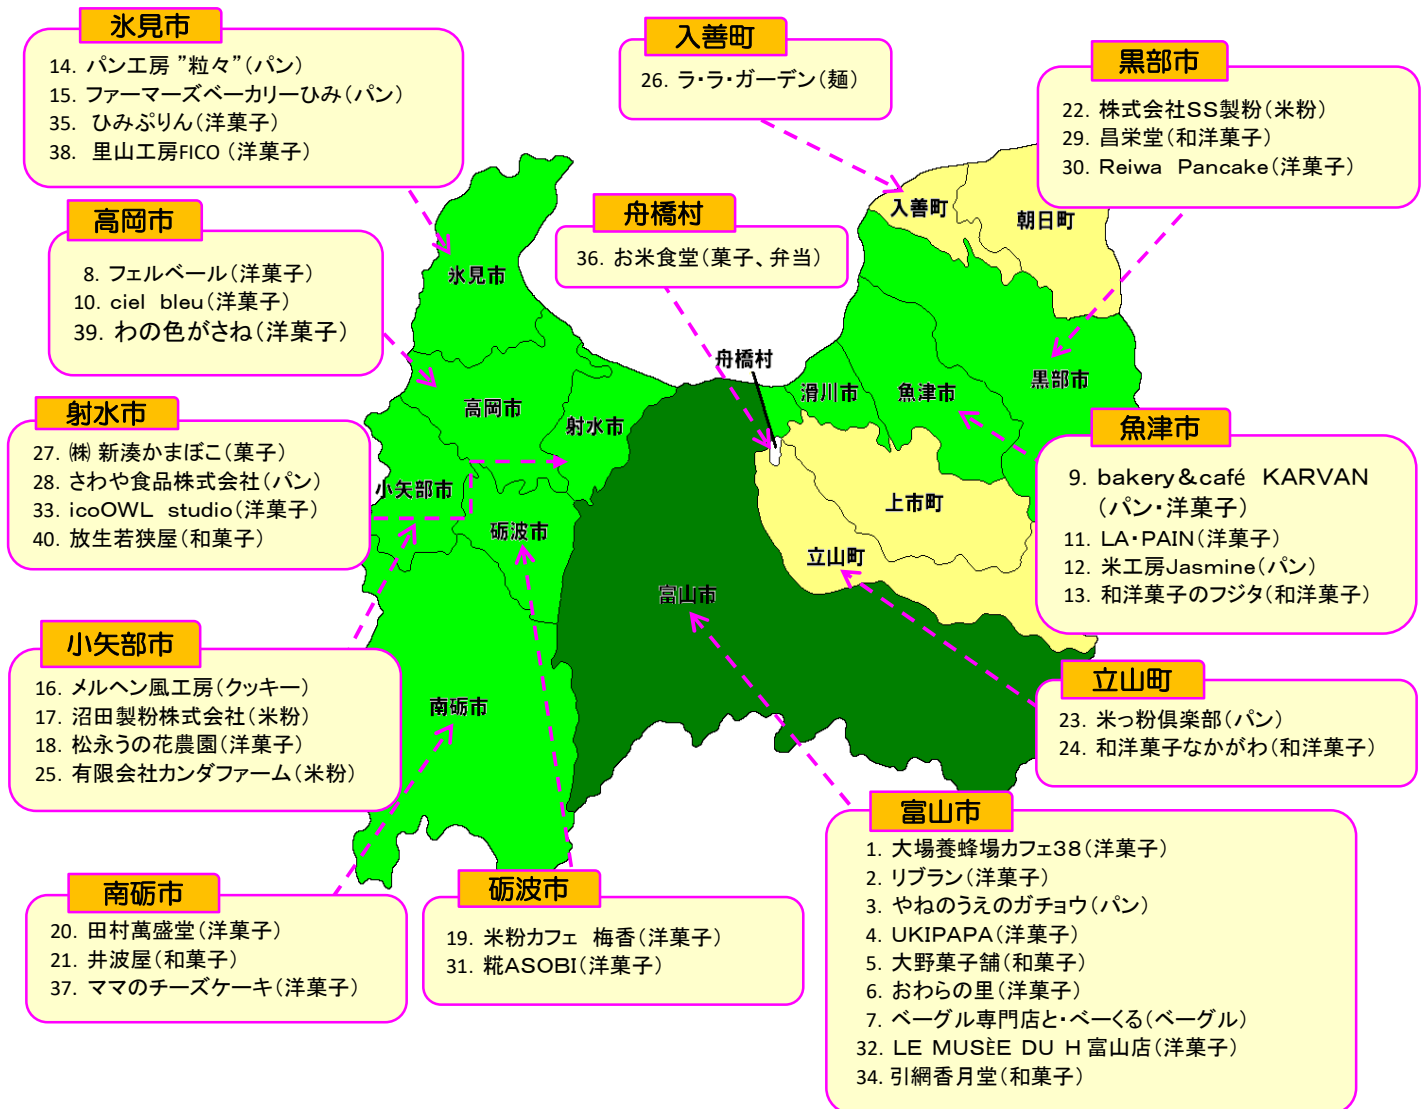 氷見市
14. パン工房 ”粒々”(パン)
15. ファーマーズベーカリーひみ(パン)
35. ひみぷりん(洋菓子)
38. 里山工房FICO (洋菓子)
入善町
26. ラ・ラ・ガーデン(麺)
黒部市
22. 株式会社SS製粉(米粉)
29. 昌栄堂(和洋菓子)
30. Reiwa Pancake(洋菓子)
高岡市
8. フェルベール(洋菓子)
10. ciel bleu(洋菓子)
39. わの色がさね(洋菓子)
舟橋村
36. お米食堂(菓子、弁当)
入善町
朝日町
氷見市
舟橋村
滑川市
魚津市
黒部市
高岡市
射水市
小矢部市
砺波市
上市町
立山町
富山市
南砺市
射水市
27. ㈱ 新湊かまぼこ(菓子)
28. さわや食品株式会社(パン)
33. icoOWL studio(洋菓子)
40. 放生若狭屋(和菓子)
魚津市
9. bakery&café KARVAN
(パン・洋菓子)
11. LA・PAIN(洋菓子)
12. 米工房Jasmine(パン)
13. 和洋菓子のフジタ(和洋菓子)
小矢部市
16. メルヘン風工房(クッキー)
17. 沼田製粉株式会社(米粉)
18. 松永うの花農園(洋菓子)
25. 有限会社カンダファーム(米粉)
立山町
23. 米っ粉倶楽部(パン)
24. 和洋菓子なかがわ(和洋菓子)
南砺市
20. 田村萬盛堂(洋菓子)
21. 井波屋(和菓子)
37. ママのチーズケーキ(洋菓子)
砺波市
19. 米粉カフェ 梅香(洋菓子)
31. 糀ASOBI(洋菓子)
富山市
1. 大場養蜂場カフェ38(洋菓子)
2. リブラン(洋菓子)
3. やねのうえのガチョウ(パン)
4. UKIPAPA(洋菓子)
5. 大野菓子舗(和菓子)
6. おわらの里(洋菓子)
7. ベーグル専門店と・べーくる(ベーグル)
32. LE MUSÈE DU H 富山店(洋菓子)
34. 引網香月堂(和菓子)